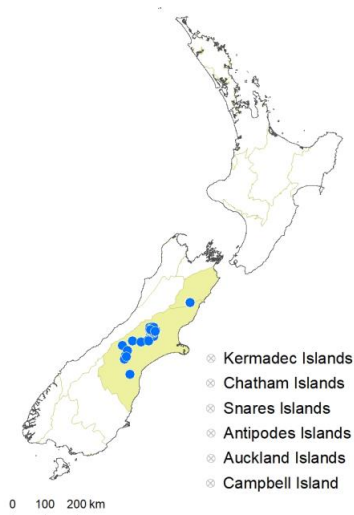 Kermadec Islands
Chatham Islands
Snares Islands
Antipodes Islands
Auckland Islands
Campbell Island
0 100 200 km